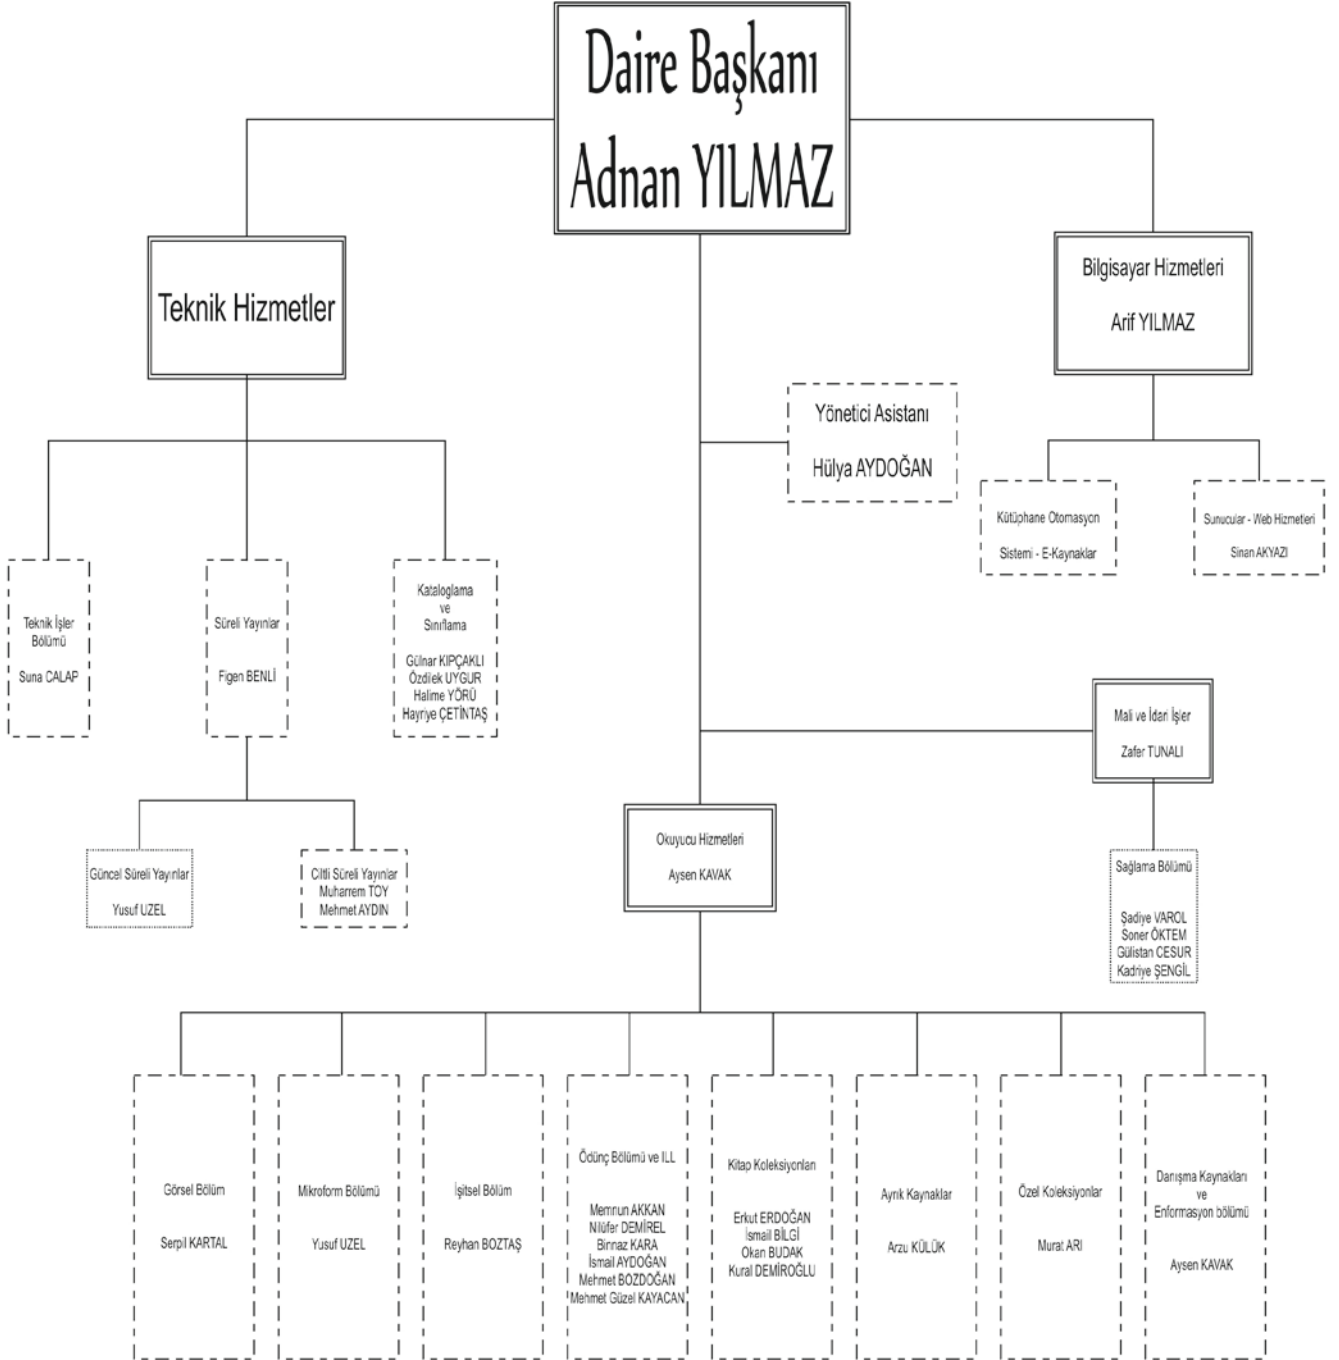 Daire Başkanı
Adnan YILMAZ
Teknik Hizmetler
Bilgisayar Hizmetleri
Arif YILMAZ
Yönetici Asistanı
Hülya AYDOĞAN
Kütüphane Otomasyon
Sistemi - E-Kaynaklar
Sunucular - Web Hizmetleri
Sinan AKYAZI
Teknik İşler
Bölümü
Suna CALAP
Süreli Yayınlar
Figen BENLİ
Kataloglama
ve
Sınıflama
Gülnar KIPÇAKLI
Özdilek UYGUR
Halime YÖRÜ
Hayriye ÇETİNTAŞ
Mali ve İdari İşler
Zafer TUNALI
Okuyucu Hizmetleri
Aysen KAVAK
Güncel Süreli Yayınlar
Yusuf UZEL
Ciltli Süreli Yayınlar
Muharrem TOY
Mehmet AYDIN
Sağlama Bölümü
Şadiye VAROL
Soner ÖKTEM
Gülistan CESUR
Kadriye ŞENGİL
Görsel Bölüm
Serpil KARTAL
Mikroform Bölümü
Yusuf UZEL
İşitsel Bölüm
Reyhan BOZTAŞ
Ödünç Bölümü ve ILL
Memnun AKKAN
Nilüfer DEMİREL
Binnaz KARA
İsmail AYDOĞAN
Mehmet BOZDOĞAN
Mehmet Güzel KAYACAN
Kitap Koleksiyonları
Erkut ERDOĞAN
İsmail BİLGİ
Okan BUDAK
Kural DEMİROĞLU
Ayrık Kaynaklar
Arzu KÜLÜK
Özel Koleksiyonlar
Murat ARI
Danışma Kaynakları
ve
Enformasyon bölümü
Aysen KAVAK